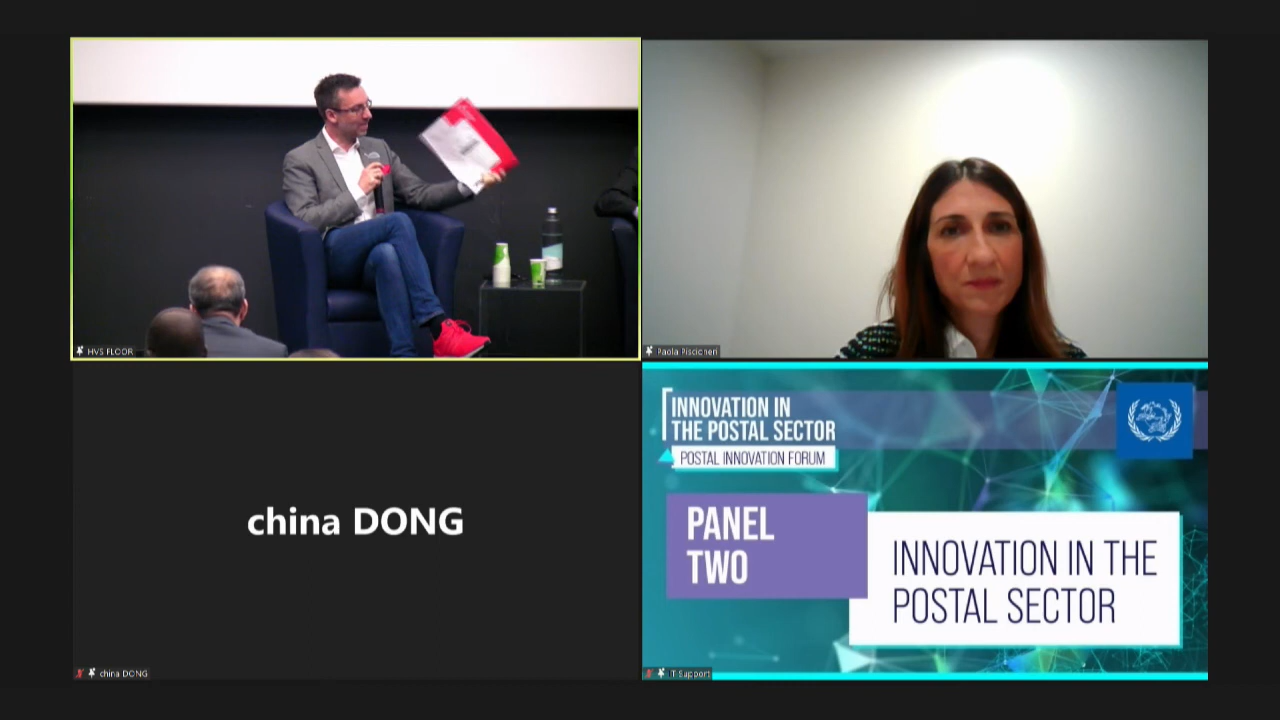 HVS FLOOR
Paola Piscioneri
china DONG
china DONG
INNOVATION IN
THE POSTAL SECTOR
POSTAL INNOVATION FORUM
PANEL
TWO
INNOVATION IN THE
POSTAL SECTOR
IT Support